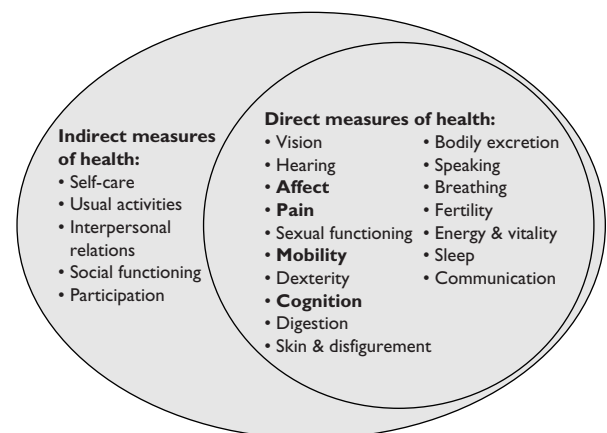 Indirect measures
of health:
• Self-care
• Usual activities
• Interpersonal
relations
• Social functioning
• Participation
Direct measures of health:
• Vision
• Hearing
• Affect
• Pain
• Sexual functioning
• Mobility
• Dexterity
• Cognition
• Digestion
• Skin & disfigurement
• Bodily excretion
• Speaking
• Breathing
• Fertility
• Energy & vitality
• Sleep
• Communication